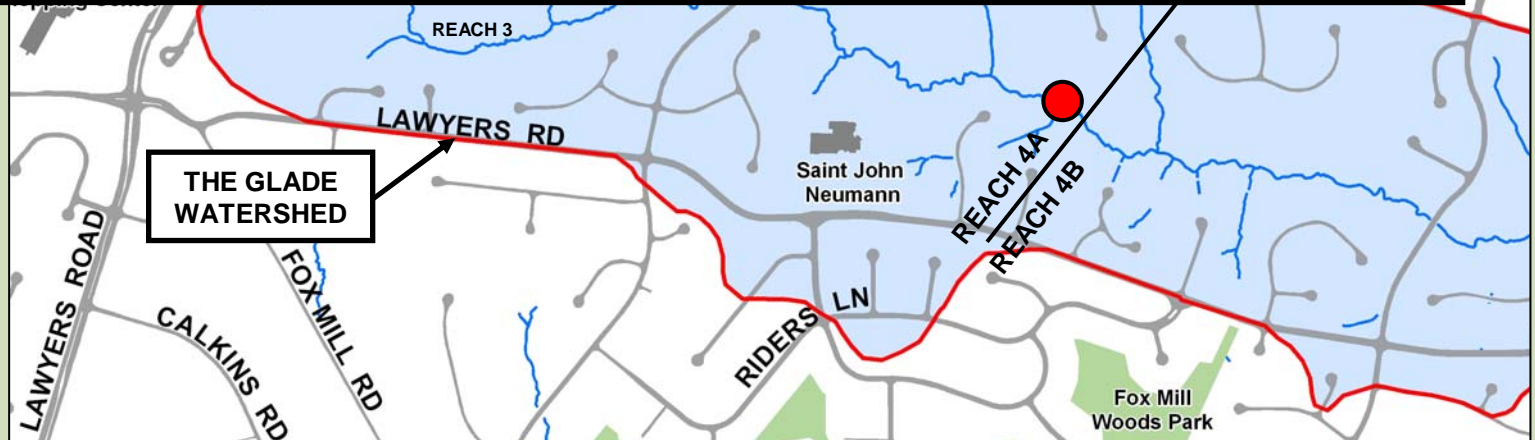 REACH 3
LAWYERS RD
THE GLADE
WATERSHED
Saint John
Neumann
REACH 4A
REACH 4B
LAWYERS ROAD
FOX MILL RD
CALKINS RD
RIDERS LN
Fox Mill
Woods Park